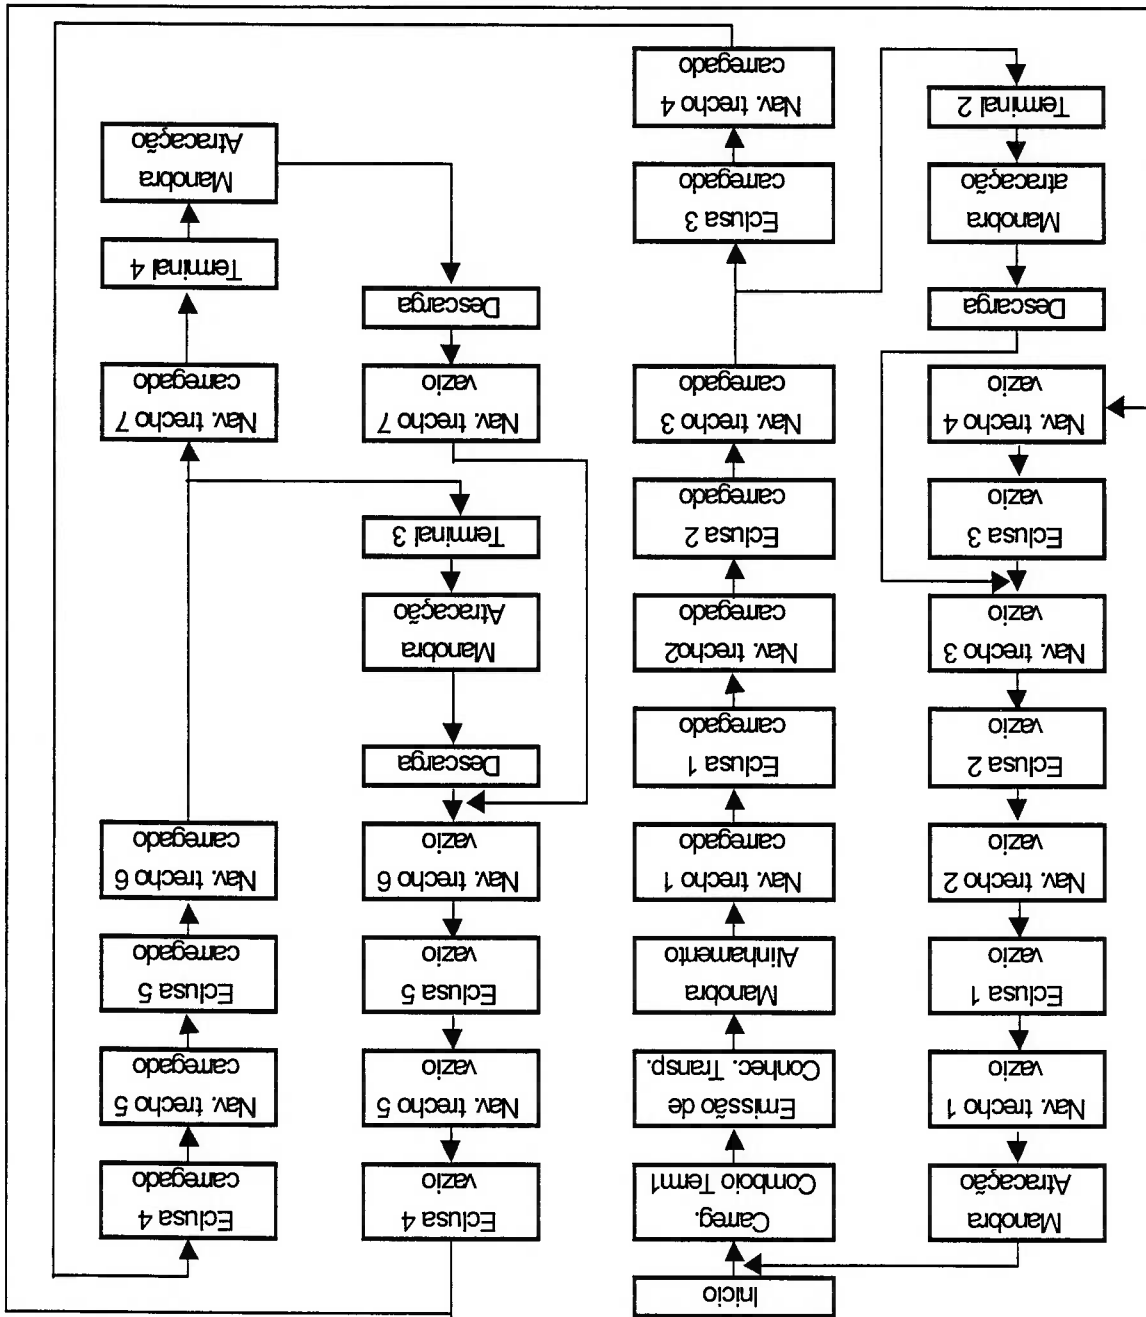 Manobra
Atracação
Nav. trecho 1
vazio
Eclusa 1
vazio
Nav. trecho 2
vazio
Eclusa 2
vazio
Nav. trecho 3
vazio
Eclusa 3
vazio
Nav. trecho 4
vazio
Descarga
Manobra
atracação
Terminal 2
Inicio
Carreg.
Comboio Term1
Emissão de
Conhec. Transp.
Manobra
Alinhamento
Nav. trecho 1
carregado
Eclusa 1
carregado
Nav. trecho2
carregado
Eclusa 2
carregado
Nav. trecho 3
carregado
Eclusa 3
carregado
Nav. trecho 4
carregado
Eclusa 4
vazio
Nav. trecho 5
vazio
Eclusa 5
vazio
Nav. trecho 6
vazio
Descarga
Manobra
Atracação
Terminal 3
Nav. trecho 7
vazio
Descarga
Eclusa 4
carregado
Nav. trecho 5
carregado
Eclusa 5
carregado
Nav. trecho 6
carregado
Nav. trecho 7
carregado
Terminal 4
Manobra
Atracação